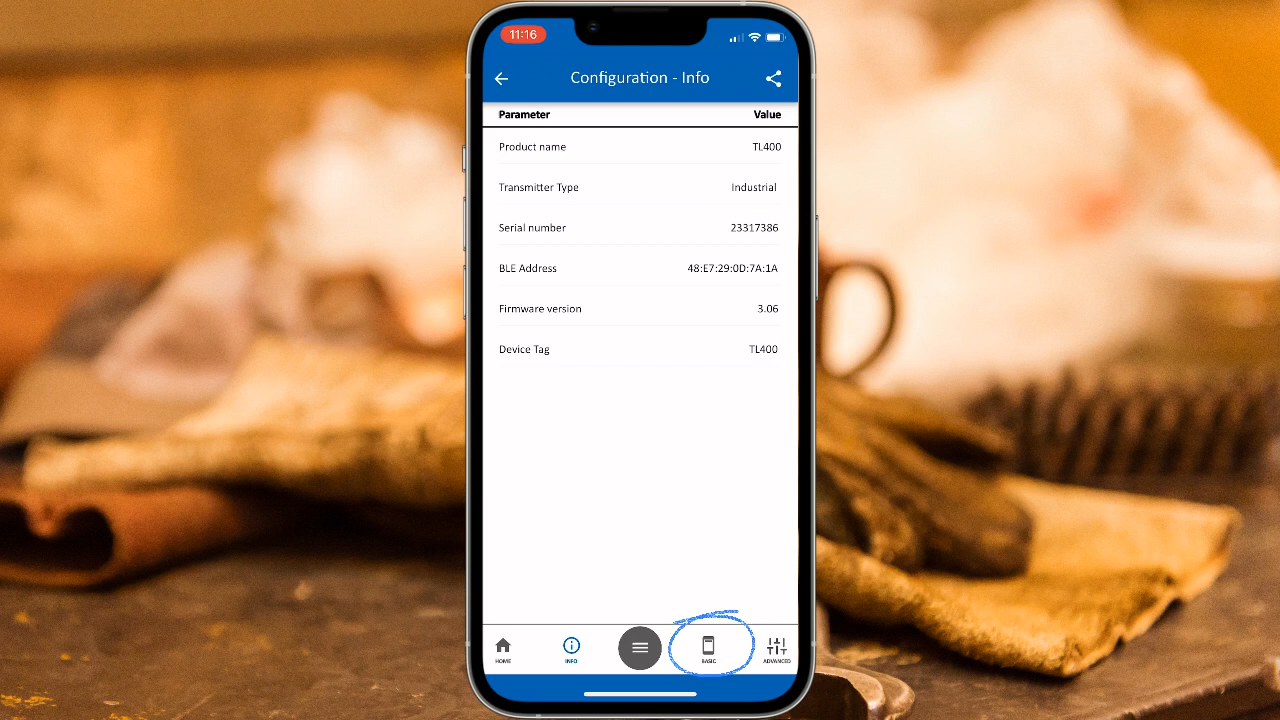 11:16
Configuration - Info
Parameter Value
Product name TL400
Transmitter Type Industrial
Serial number 23317386
BLE Address 48:E7:29:0D:7A:1A
Firmware version 3.06
Device Tag TL400
HOME INFO BASIC ADVANCED